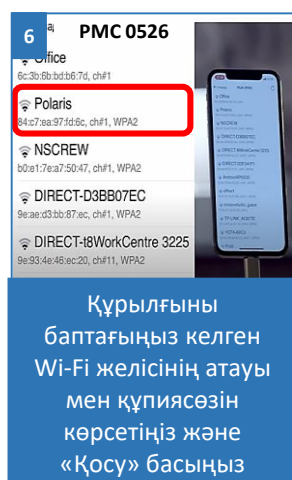 6
PMC 0526
Office
6c:3b:6b:bd:b6:7d, ch#1
Polaris
84:c7:ea:97:fd:6c, ch#1, WPA2
NSCREW
b0:e1:7e:a7:50:47, ch#1, WPA2
DIRECT-D3BB07EC
9e:ae:d3:bb:87:ec, ch#1, WPA2
DIRECT-t8WorkCentre 3225
9e:93:4e:46:ec:20, ch#11, WPA2
Құрылғыны
баптағыңыз келген
Wi-Fi желісінің атауы
мен құпиясөзін
көрсетіңіз және
«Қосу» басыңыз